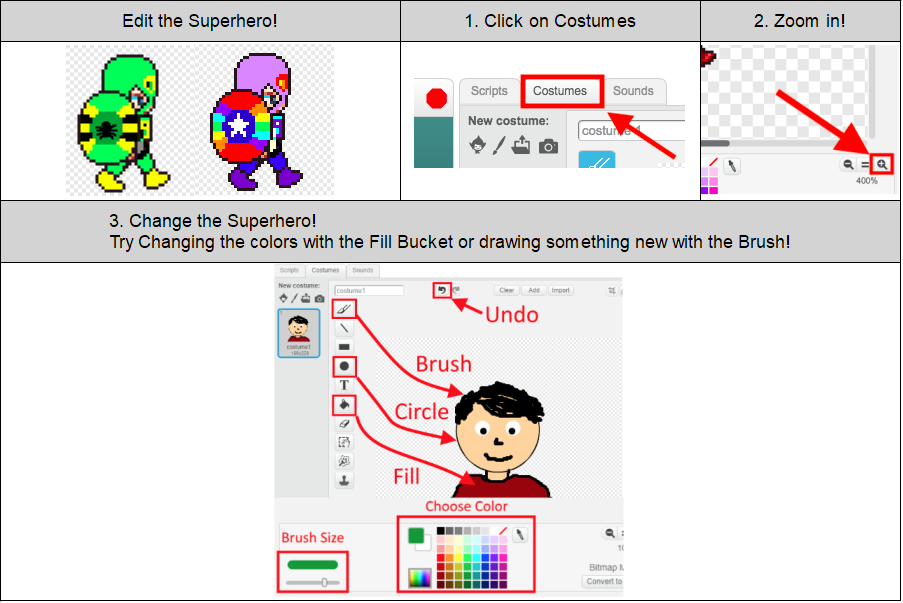 Edit the Superhero!
1. Click on Costumes
2. Zoom in!
Scripts
Costumes
Sounds
New costume:
costume1
400%
3. Change the Superhero!
Try Changing the colors with the Fill Bucket or drawing something new with the Brush!
Scripts
Costumes
Sounds
New costume:
costume1
Clear
Add
Import
Undo
1
costume1
Brush
T
Circle
Fill
Choose Color
Brush Size
Bitmap M
Convert to